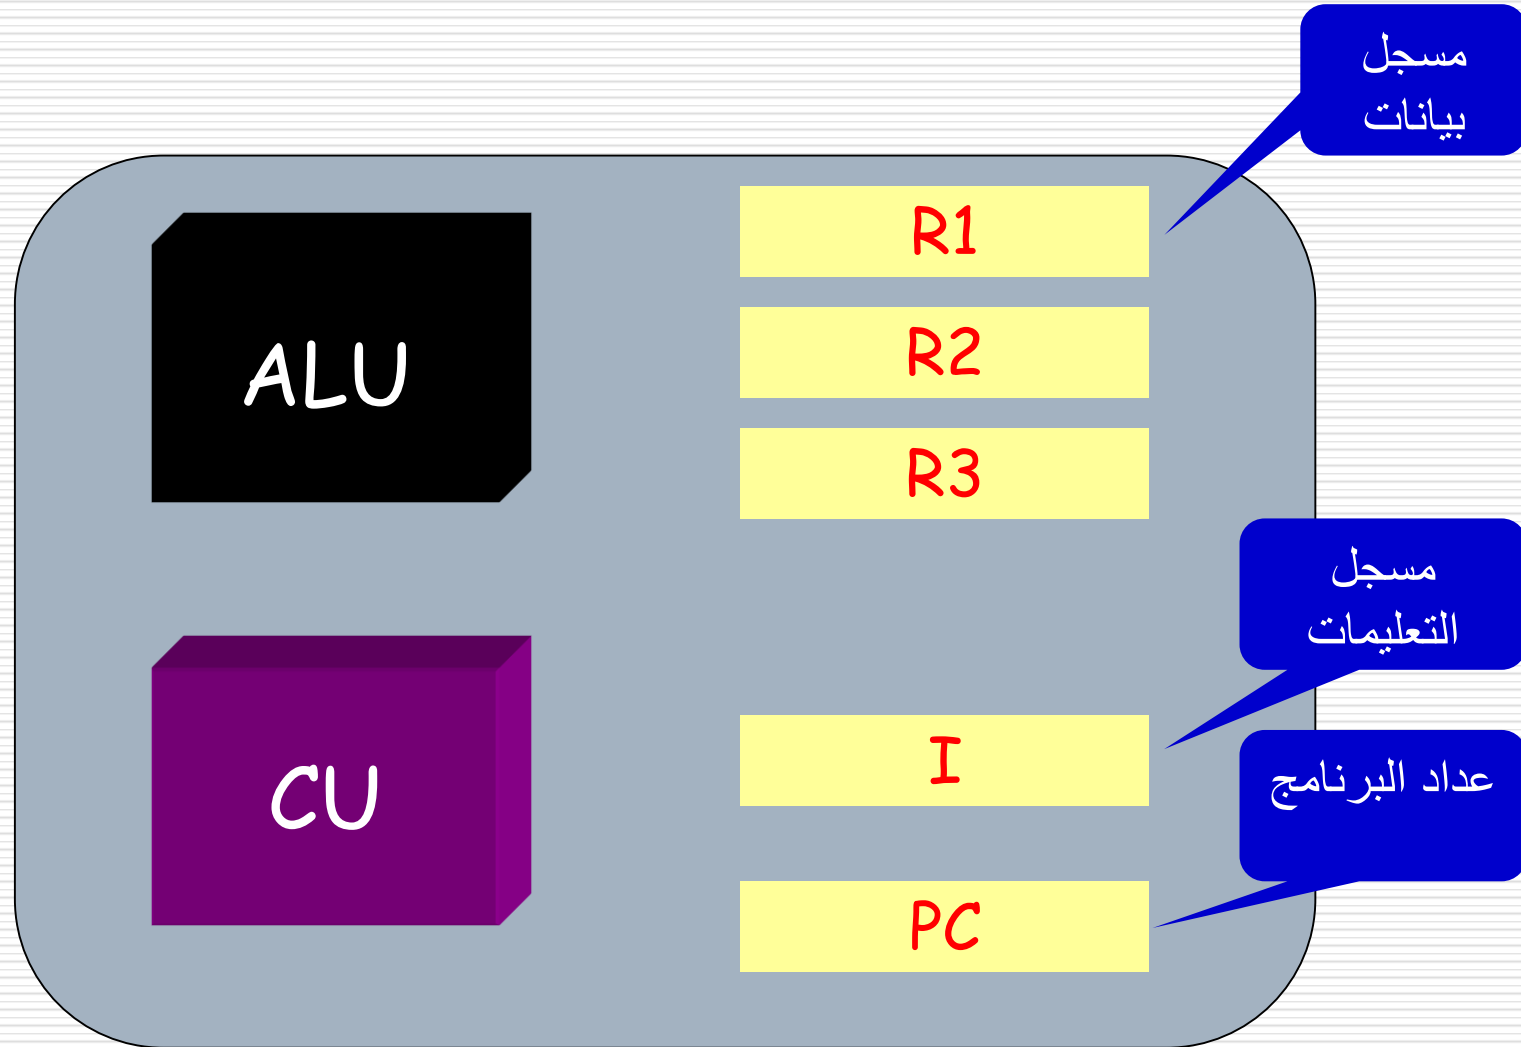 مسجل
بيانات
R1
ALU
R2
R3
مسجل
التعليمات
I
CU
عداد البرنامج
PC